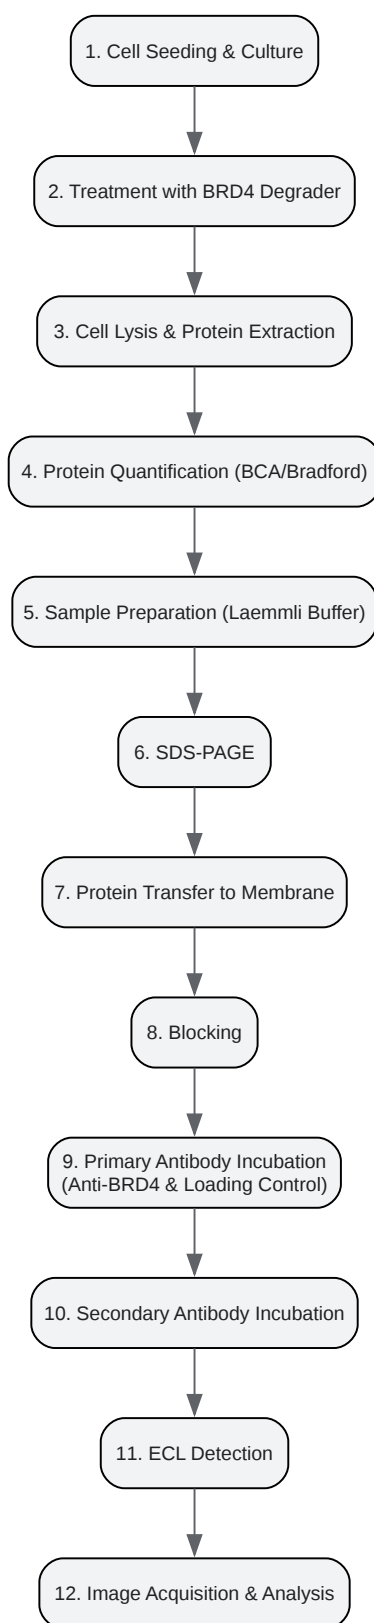 1. Cell Seeding & Culture
2. Treatment with BRD4 Degrader
3. Cell Lysis & Protein Extraction
4. Protein Quantification (BCA/Bradford)
5. Sample Preparation (Laemmli Buffer)
6. SDS-PAGE
7. Protein Transfer to Membrane
8. Blocking
9. Primary Antibody Incubation
(Anti-BRD4 & Loading Control)
10. Secondary Antibody Incubation
11. ECL Detection
12. Image Acquisition & Analysis